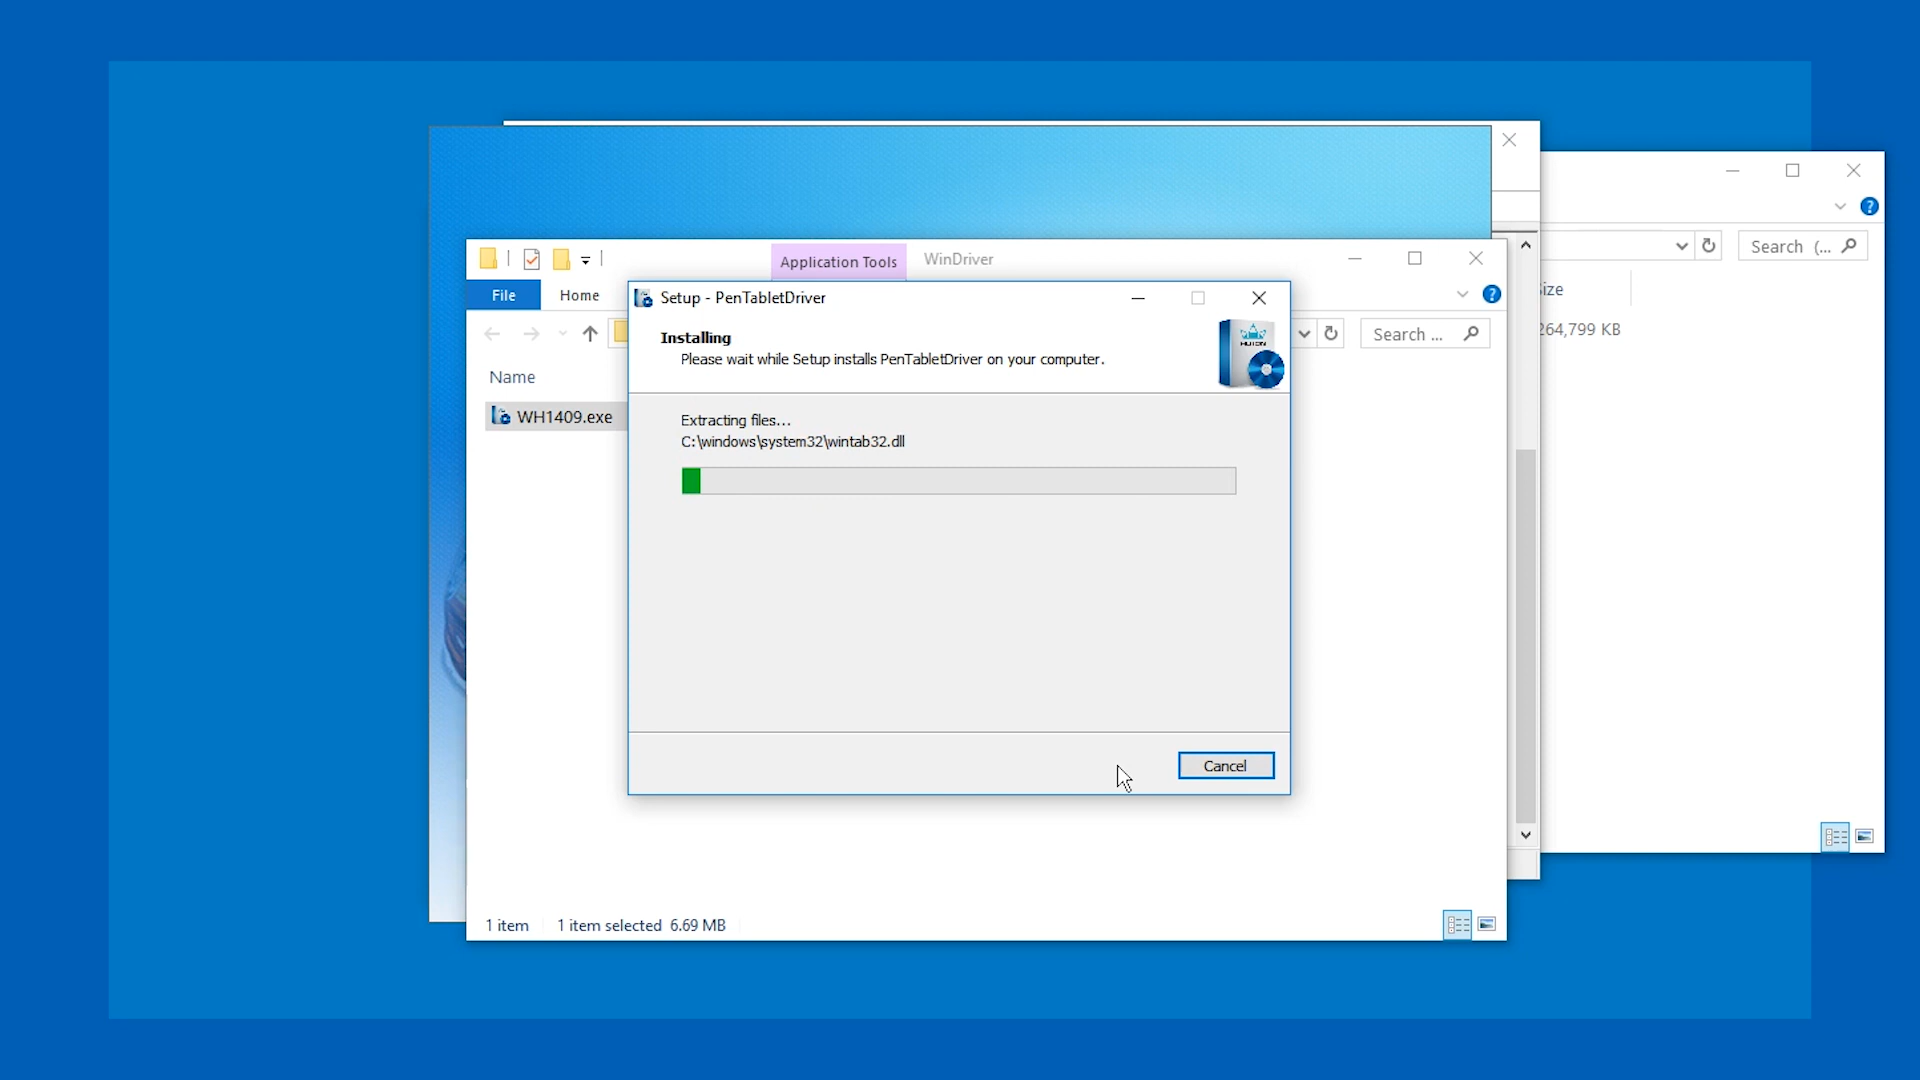 Application Tools
WinDriver
File
Home
Search ...
Name
WH1409.exe
1 item
1 item selected 6.69 MB
Setup - PenTabletDriver
Installing
Please wait while Setup installs PenTabletDriver on your computer.
HUION
Extracting files...
C:\windows\system32\wintab32.dll
Cancel
Search (...
264,799 KB